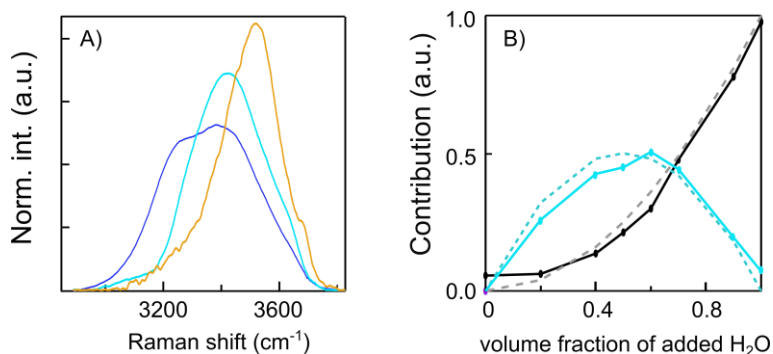 A)
Norm. int. (a.u.)
3200
3600
Raman shift (cm⁻¹)
B)
Contribution (a.u.)
1.0
0.5
0.0
0
0.4
0.8
volume fraction of added H₂O